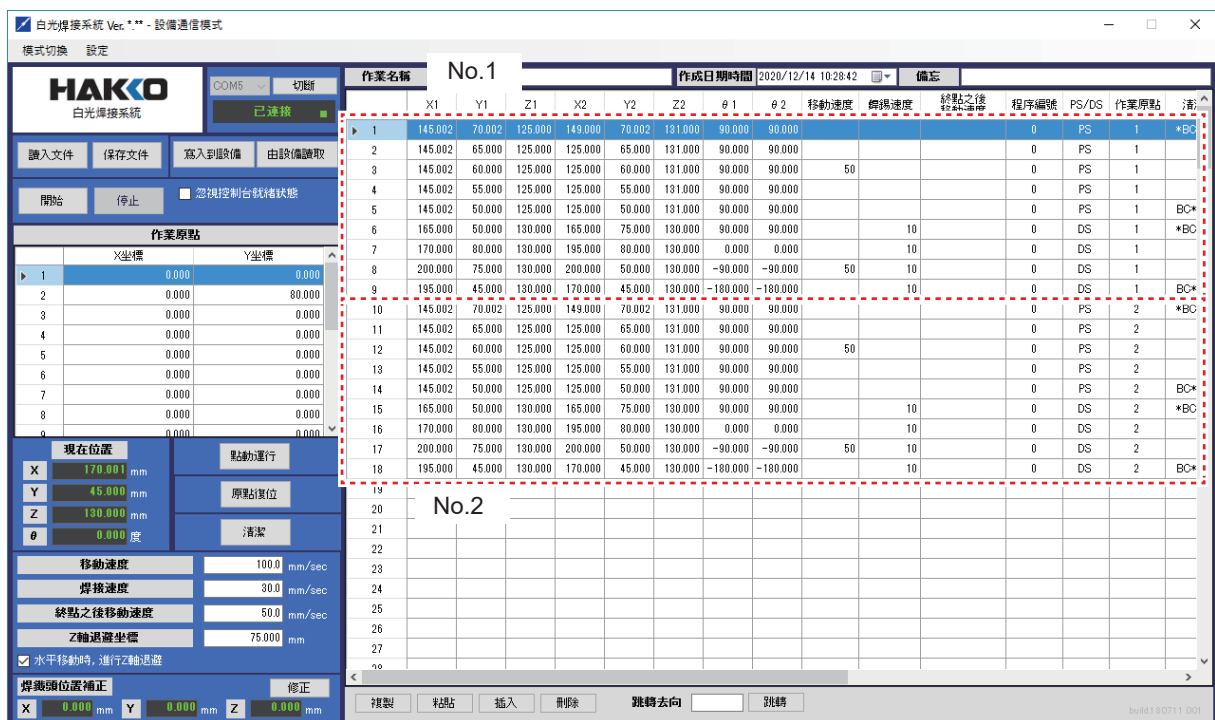 白光焊接系統 Ver. *.** - 設備通信模式
模式切換 設定
HAKKO
白光焊接系統
COM5 切斷
已連接
讀入文件 保存文件 寫入到設備 由設備讀取
開始 停止 忽視控制台就緒狀態
作業原點
X坐標 Y坐標
1 0.000 0.000
2 0.000 80.000
3 0.000 0.000
4 0.000 0.000
5 0.000 0.000
6 0.000 0.000
7 0.000 0.000
8 0.000 0.000
9 0.000 0.000
現在位置
X 170.001 mm
Y 45.000 mm
Z 130.000 mm
θ 0.000 度
點動運行
原點復位
清潔
移動速度 100.0 mm/sec
焊接速度 30.0 mm/sec
終點之後移動速度 50.0 mm/sec
Z軸退避坐標 75.000 mm
水平移動時, 進行Z軸退避
焊鐵頭位置補正 修正
X 0.000 mm Y 0.000 mm Z 0.000 mm
作業名稱 No.1 作成日期時間 2020/12/14 10:28:42 備忘
X1 Y1 Z1 X2 Y2 Z2 θ1 θ2 移動速度 銲錫速度 終點之後移動速度 程序編號 PS/DS 作業原點 清
1 145.002 70.002 125.000 149.000 70.002 131.000 90.000 90.000 0 PS 1 *BC
2 145.002 65.000 125.000 125.000 65.000 131.000 90.000 90.000 0 PS 1
3 145.002 60.000 125.000 125.000 60.000 131.000 90.000 90.000 50 0 PS 1
4 145.002 55.000 125.000 125.000 55.000 131.000 90.000 90.000 0 PS 1
5 145.002 50.000 125.000 125.000 50.000 131.000 90.000 90.000 0 PS 1 BC*
6 165.000 50.000 130.000 165.000 75.000 130.000 90.000 90.000 10 0 DS 1 *BC
7 170.000 80.000 130.000 195.000 80.000 130.000 0.000 0.000 10 0 DS 1
8 200.000 75.000 130.000 200.000 50.000 130.000 -90.000 -90.000 50 10 0 DS 1
9 195.000 45.000 130.000 170.000 45.000 130.000 -180.000 -180.000 10 0 DS 1 BC*
10 145.002 70.002 125.000 149.000 70.002 131.000 90.000 90.000 0 PS 2 *BC
11 145.002 65.000 125.000 125.000 65.000 131.000 90.000 90.000 0 PS 2
12 145.002 60.000 125.000 125.000 60.000 131.000 90.000 90.000 50 0 PS 2
13 145.002 55.000 125.000 125.000 55.000 131.000 90.000 90.000 0 PS 2
14 145.002 50.000 125.000 125.000 50.000 131.000 90.000 90.000 0 PS 2 BC*
15 165.000 50.000 130.000 165.000 75.000 130.000 90.000 90.000 10 0 DS 2 *BC
16 170.000 80.000 130.000 195.000 80.000 130.000 0.000 0.000 10 0 DS 2
17 200.000 75.000 130.000 200.000 50.000 130.000 -90.000 -90.000 50 10 0 DS 2
18 195.000 45.000 130.000 170.000 45.000 130.000 -180.000 -180.000 10 0 DS 2 BC*
19
20 No.2
21
22
23
24
25
26
27
28
複製 粘貼 插入 刪除 跳轉去向 跳轉
build.180711.001